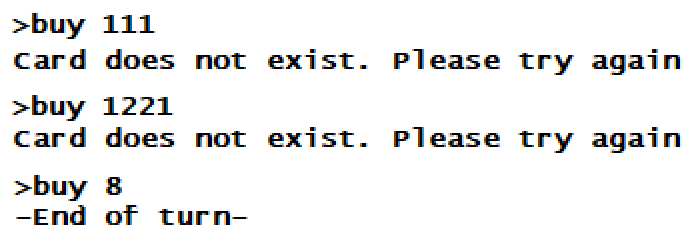 >buy 111
Card does not exist. Please try again
>buy 1221
Card does not exist. Please try again
>buy 8
-End of turn-